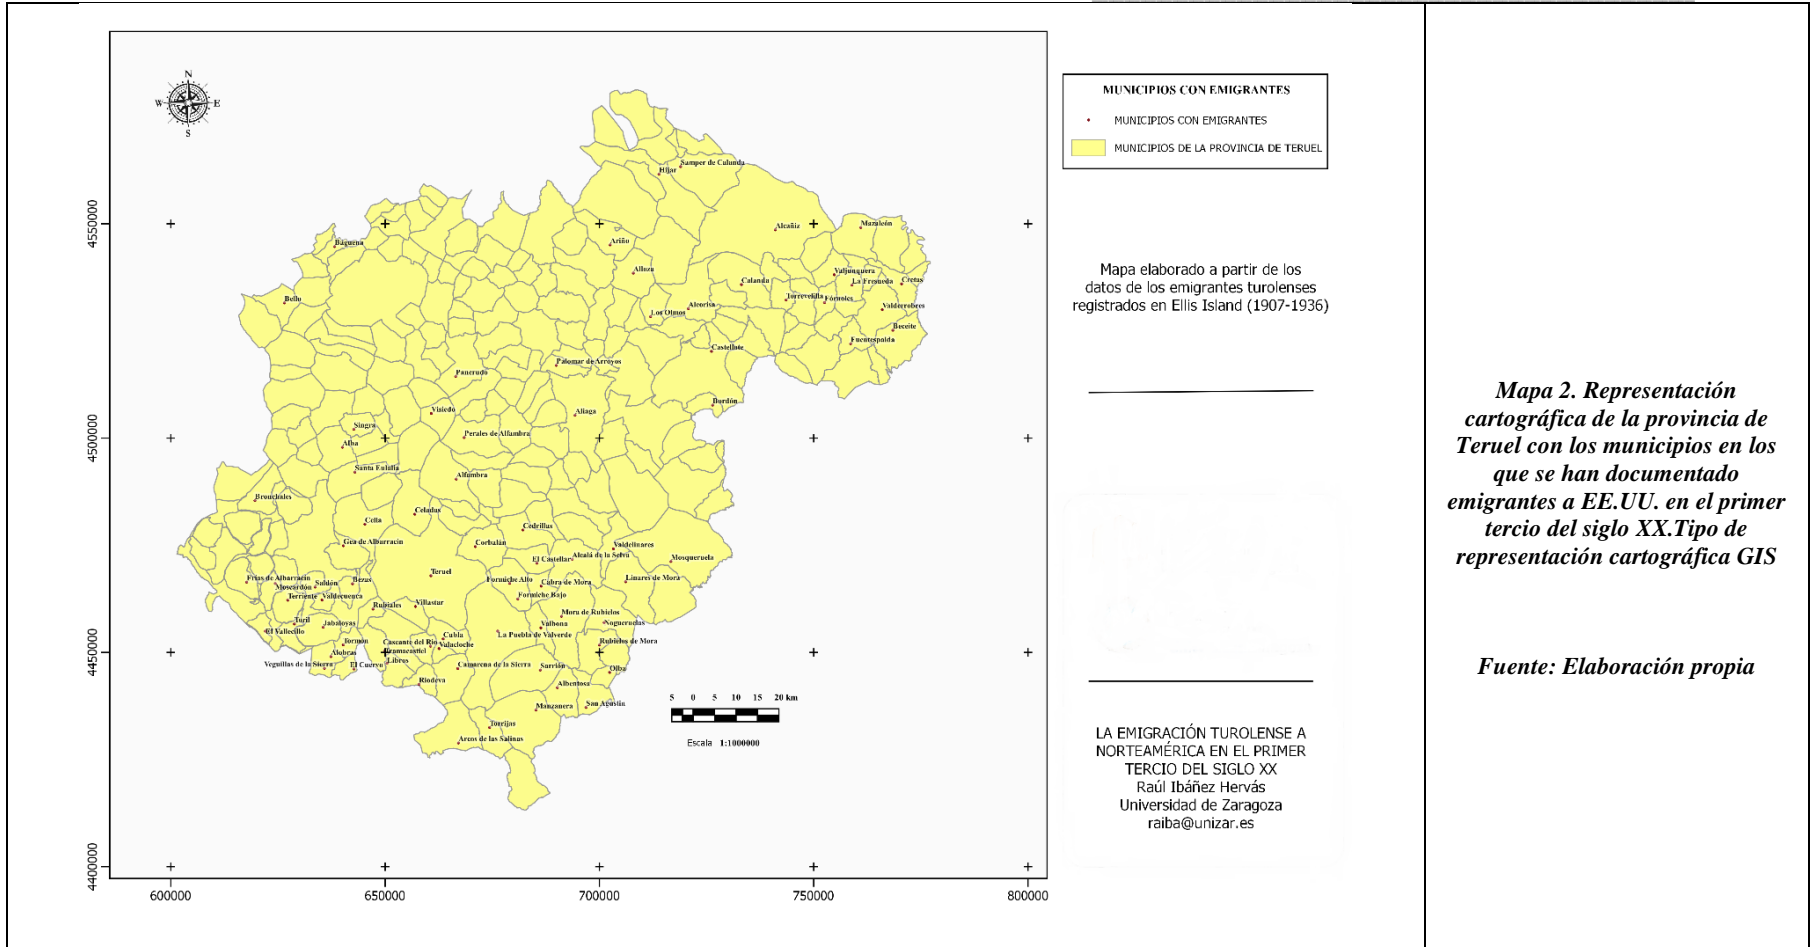 N
W
E
S
Samper de Calanda
Híjar
Alcañiz
Mazaleón
Báguena
Ariño
Alloza
Valjunquera
Calanda
La Fresneda
Cretas
Bello
Torrevelilla
Fórnoles
Alcorisa
Valderrobres
Los Olmos
Beceite
Fuentespalda
Castellote
Palomar de Arroyos
Pancrudo
Bordón
Visiedo
Aliaga
Singra
Perales de Alfambra
Alba
Santa Eulalia
Alfambra
Bronchales
Celadas
Cella
Cedrillas
Gea de Albarracín
Corbalán
Valdelinares
El Castellar
Alcalá de la Selva
Mosqueruela
Teruel
Frías de Albarracín
Moscardón
Saldón
Bezas
Formiche Alto
Cabra de Mora
Linares de Mora
Terriente
Valdecuenca
Formiche Bajo
Rubiales
Villastar
Mora de Rubielos
Toril
Jabaloyas
Valbona
Nogueruelas
El Vallecillo
La Puebla de Valverde
Cubla
Tormón
Cascante del Río
Valacloche
Rubielos de Mora
Tramacastiel
Alobras
Libros
Veguillas de la Sierra
El Cuervo
Camarena de la Sierra
Sarrión
Olba
Riodeva
Albentosa
Manzanera
San Agustín
Torrijas
Arcos de las Salinas
5 0 5 10 15 20 km
Escala 1:1000000
4550000
4500000
4450000
4400000
600000
650000
700000
750000
800000
MUNICIPIOS CON EMIGRANTES
MUNICIPIOS CON EMIGRANTES
MUNICIPIOS DE LA PROVINCIA DE TERUEL
Mapa elaborado a partir de los
datos de los emigrantes turolenses
registrados en Ellis Island (1907-1936)
LA EMIGRACIÓN TUROLENSE A
NORTEAMÉRICA EN EL PRIMER
TERCIO DEL SIGLO XX
Raúl Ibáñez Hervás
Universidad de Zaragoza
raiba@unizar.es
Mapa 2. Representación
cartográfica de la provincia de
Teruel con los municipios en los
que se han documentado
emigrantes a EE.UU. en el primer
tercio del siglo XX.Tipo de
representación cartográfica GIS
Fuente: Elaboración propia